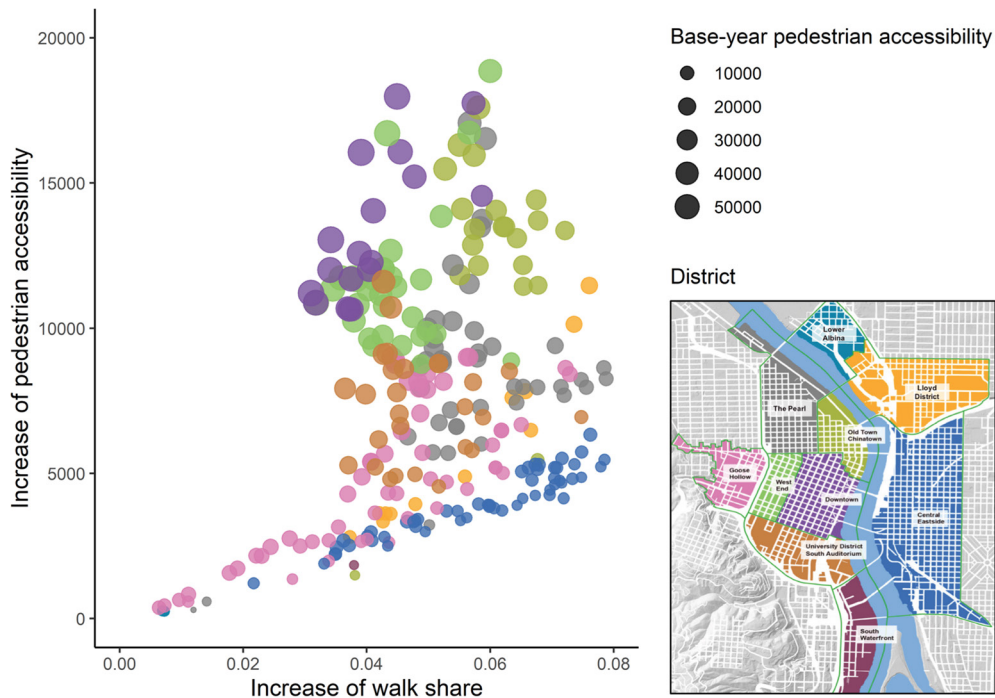 Increase of pedestrian accessibility
20000
15000
10000
5000
0
0.00
0.02
0.04
0.06
0.08
Increase of walk share
Base-year pedestrian accessibility
10000
20000
30000
40000
50000
District
Lower
Albina
Lloyd
District
The Pearl
Old Town
Chinatown
Goose
Hollow
West
End
Downtown
Central
Eastside
University District
South Auditorium
South
Waterfront